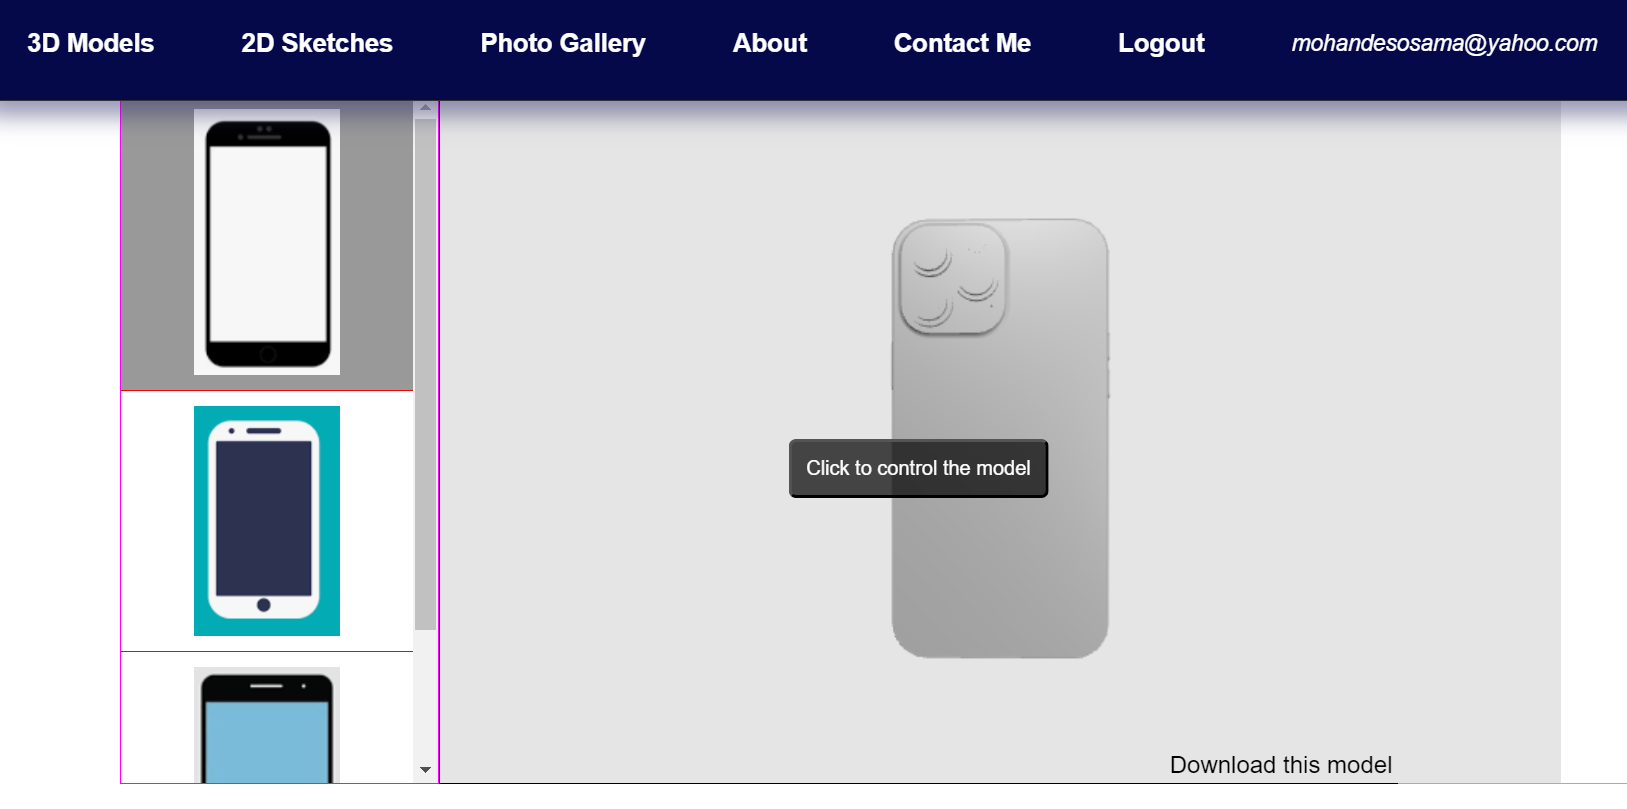 3D Models 2D Sketches Photo Gallery About Contact Me Logout mohandesosama@yahoo.com
Click to control the model
Download this model